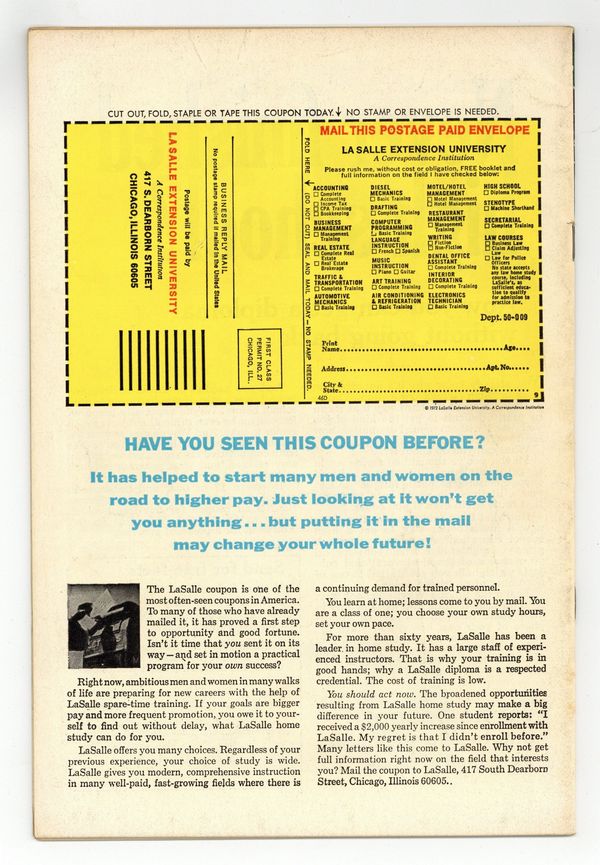 CUT OUT, FOLD, STAPLE OR TAPE THIS COUPON TODAY. ↓ NO STAMP OR ENVELOPE IS NEEDED.
Postage will be paid by
LA SALLE EXTENSION UNIVERSITY
A Correspondence Institution
417 S. DEARBORN STREET
CHICAGO, ILLINOIS 60605
BUSINESS REPLY MAIL
No postage stamp required if mailed in the United States
FIRST CLASS
PERMIT NO. 27
CHICAGO, ILL.
FOLD HERE → (DO NOT CUT) SEAL AND MAIL TODAY — NO STAMP NEEDED.
MAIL THIS POSTAGE PAID ENVELOPE
LA SALLE EXTENSION UNIVERSITY
A Correspondence Institution
Please rush me, without cost or obligation, FREE booklet and
full information on the field I have checked below:
ACCOUNTING
□ Complete
Accounting
□ Income Tax
□ CPA Training
□ Bookkeeping
BUSINESS
MANAGEMENT
□ Management
Training
REAL ESTATE
□ Complete Real
Estate
□ Real Estate
Brokerage
TRAFFIC &
TRANSPORTATION
□ Complete Training
AUTOMOTIVE
MECHANICS
□ Basic Training
DIESEL
MECHANICS
□ Basic Training
DRAFTING
□ Complete Training
COMPUTER
PROGRAMMING
□ Basic Training
LANGUAGE
INSTRUCTION
□ French □ Spanish
MUSIC
INSTRUCTION
□ Piano □ Guitar
ART TRAINING
□ Complete Training
AIR CONDITIONING
& REFRIGERATION
□ Basic Training
MOTEL/HOTEL
MANAGEMENT
□ Motel Management
□ Hotel Management
RESTAURANT
MANAGEMENT
□ Management
Training
WRITING
□ Fiction
□ Non-Fiction
DENTAL OFFICE
ASSISTANT
□ Complete Training
INTERIOR
DECORATING
□ Complete Training
ELECTRONICS
TECHNICIAN
□ Basic Training
HIGH SCHOOL
□ Diploma Program
STENOTYPE
□ Machine Shorthand
SECRETARIAL
□ Complete Training
LAW COURSES
□ Business Law
□ Claim Adjusting
Law
□ Law for Police
Officers
No state accepts
any law home study
course, including
LaSalle's, as
sufficient educa-
tion to qualify
for admission to
practice law.
Dept. 50-009
Print
Name Age
Address Apt. No.
City &
State Zip
46D 9
© 1972 LaSalle Extension University, A Correspondence Institution
HAVE YOU SEEN THIS COUPON BEFORE?
It has helped to start many men and women on the
road to higher pay. Just looking at it won't get
you anything...but putting it in the mail
may change your whole future!
The LaSalle coupon is one of the
most often-seen coupons in America.
To many of those who have already
mailed it, it has proved a first step
to opportunity and good fortune.
Isn't it time that you sent it on its
way—and set in motion a practical
program for your own success?
Right now, ambitious men and women in many walks
of life are preparing for new careers with the help of
LaSalle spare-time training. If your goals are bigger
pay and more frequent promotion, you owe it to your-
self to find out without delay, what LaSalle home
study can do for you.
LaSalle offers you many choices. Regardless of your
previous experience, your choice of study is wide.
LaSalle gives you modern, comprehensive instruction
in many well-paid, fast-growing fields where there is
a continuing demand for trained personnel.
You learn at home; lessons come to you by mail. You
are a class of one; you choose your own study hours,
set your own pace.
For more than sixty years, LaSalle has been a
leader in home study. It has a large staff of experi-
enced instructors. That is why your training is in
good hands; why a LaSalle diploma is a respected
credential. The cost of training is low.
You should act now. The broadened opportunities
resulting from LaSalle home study may make a big
difference in your future. One student reports: "I
received a $2,000 yearly increase since enrollment with
LaSalle. My regret is that I didn't enroll before."
Many letters like this come to LaSalle. Why not get
full information right now on the field that interests
you? Mail the coupon to LaSalle, 417 South Dearborn
Street, Chicago, Illinois 60605..